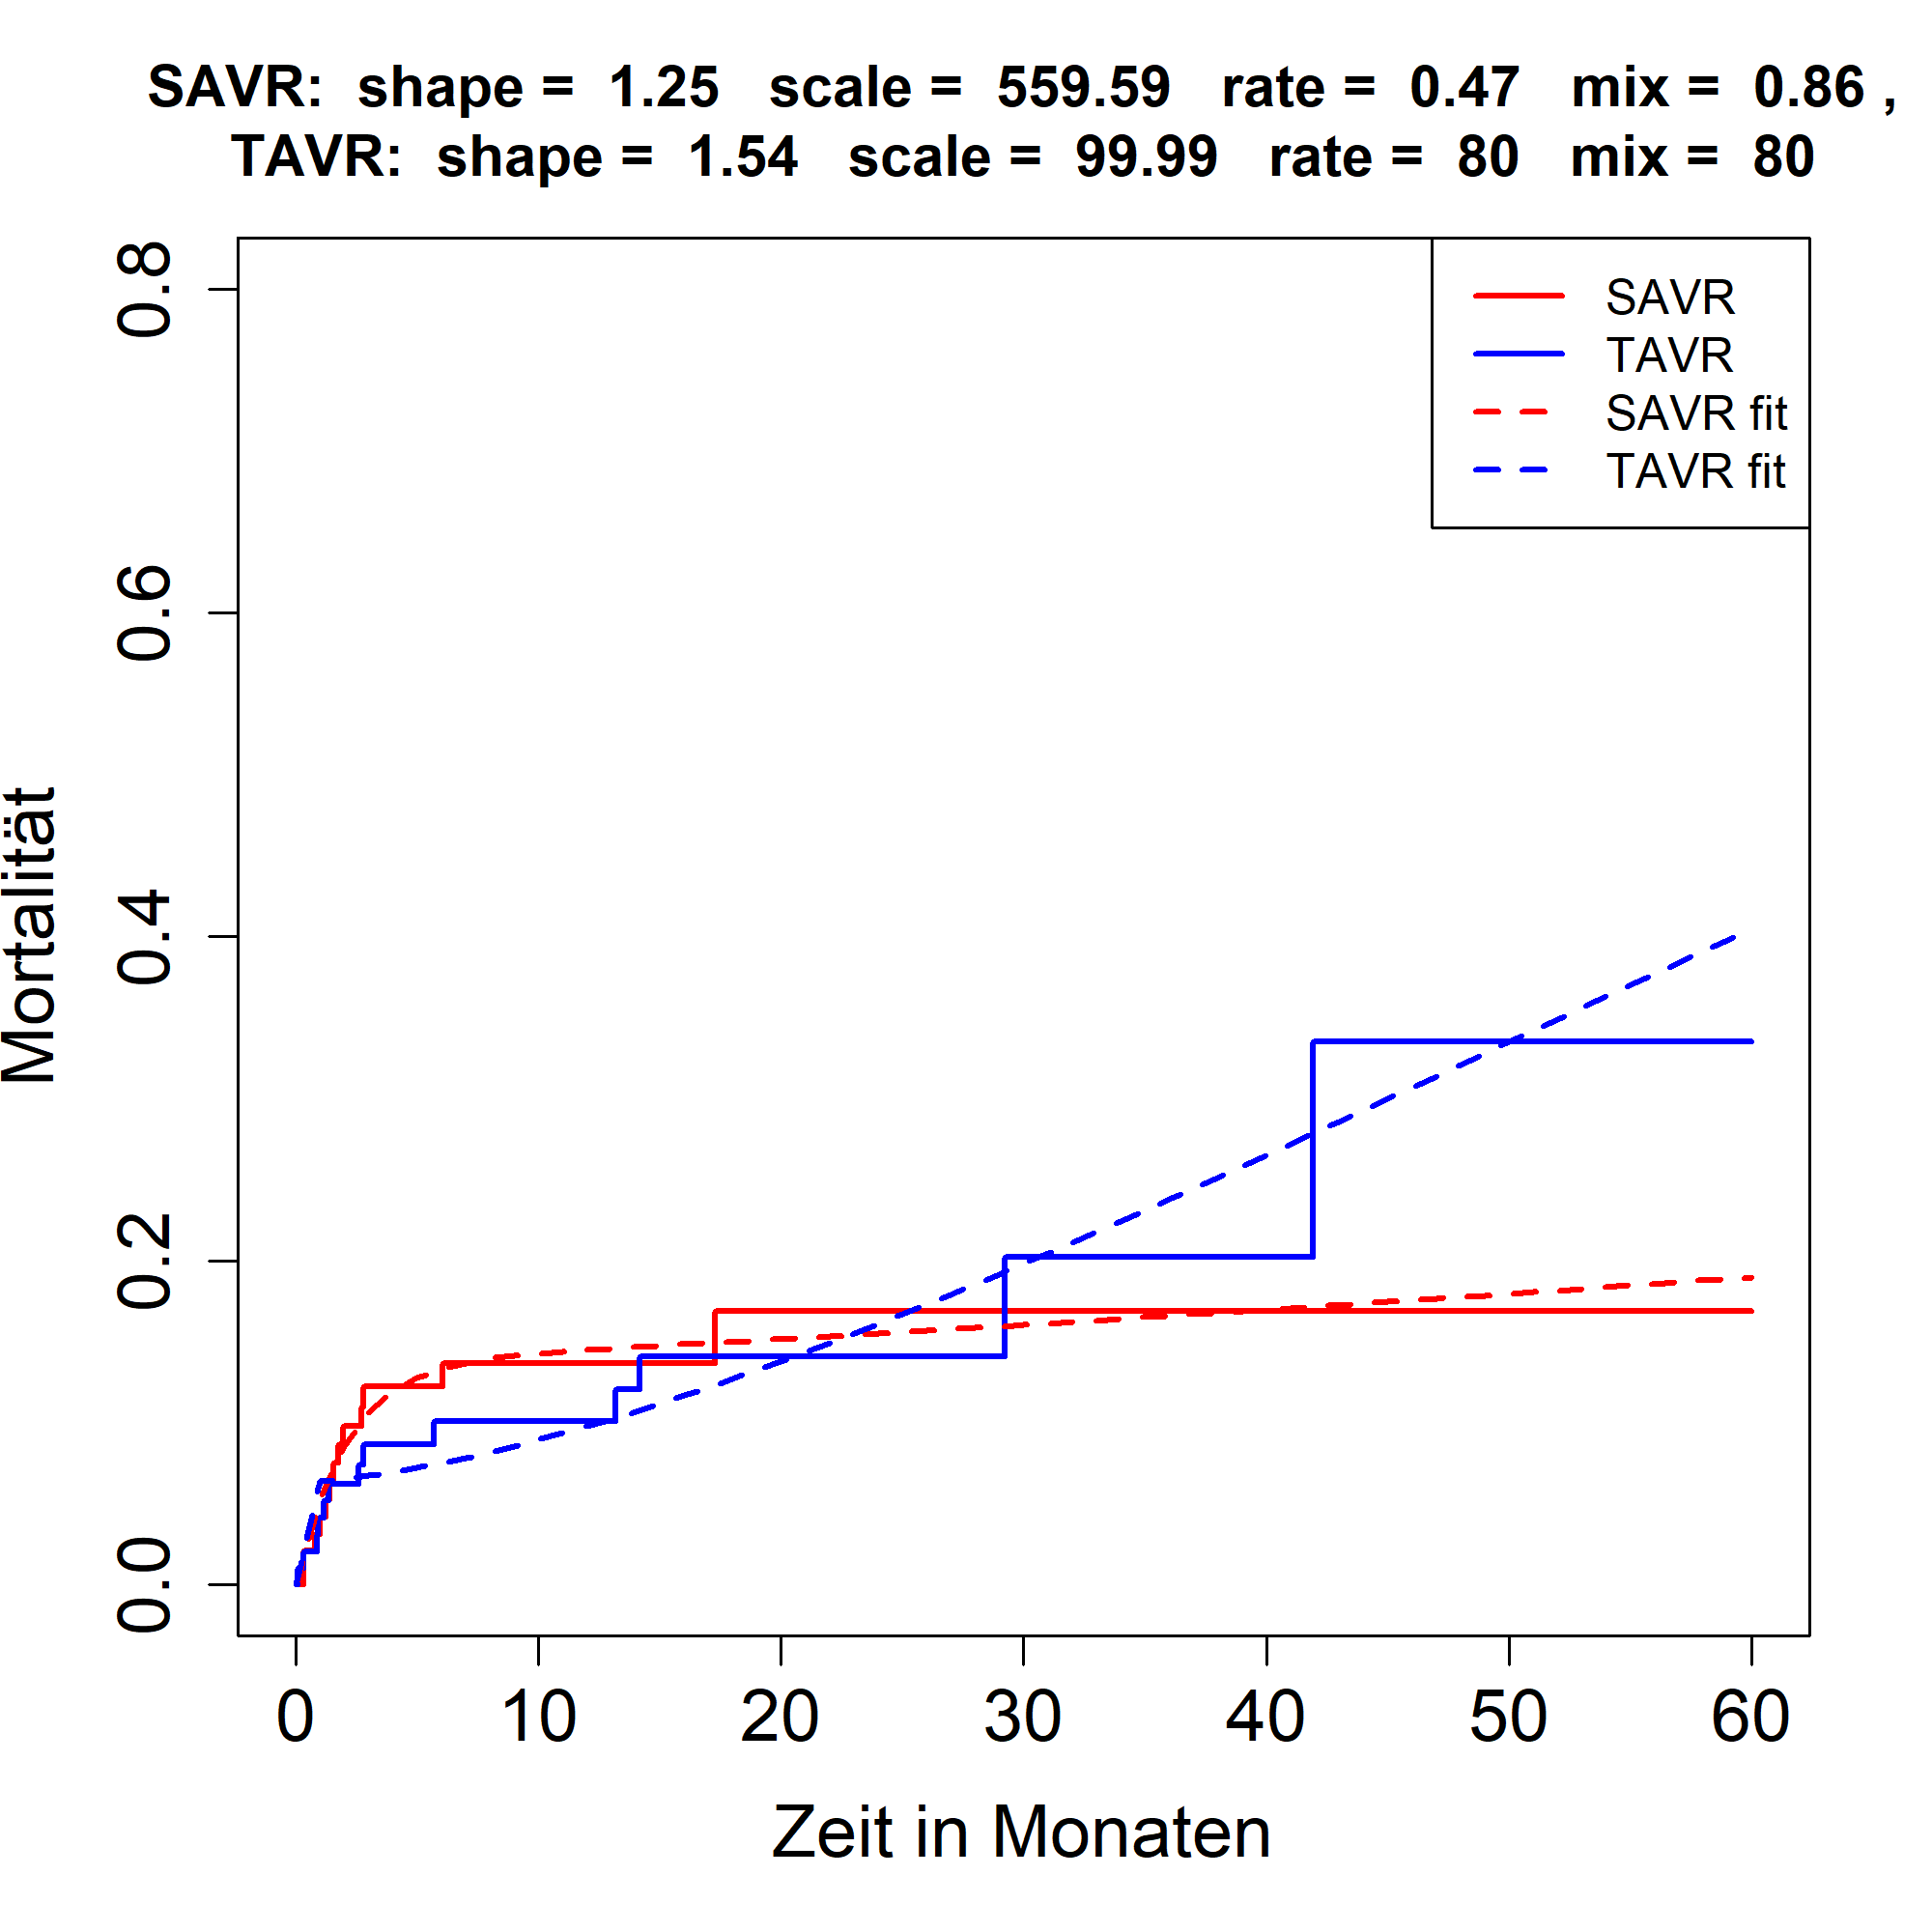 SAVR: shape = 1.25 scale = 559.59 rate = 0.47 mix = 0.86 ,
TAVR: shape = 1.54 scale = 99.99 rate = 80 mix = 80
SAVR
TAVR
SAVR fit
TAVR fit
Mortalität
0.8
0.6
0.4
0.2
0.0
0 10 20 30 40 50 60
Zeit in Monaten